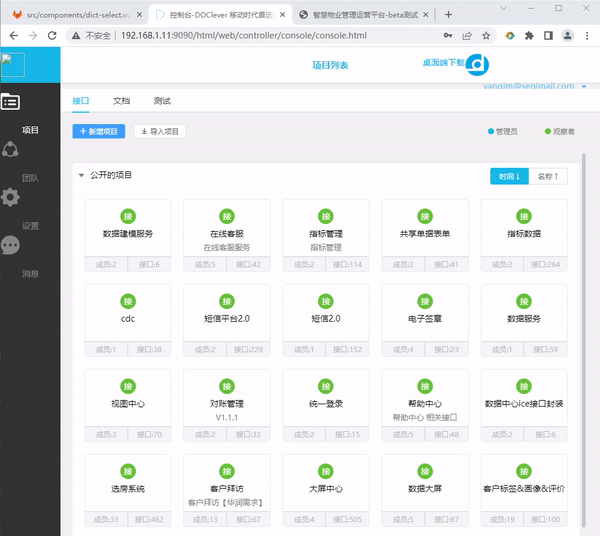 src/components/dict-select.vu
控制台-DOClever 移动时代首选
智慧物业管理运营平台-beta测试
不安全 192.168.1.11:9090/html/web/controller/console/console.html
项目列表
桌面端下载
yangjm@seqimail.com
项目
团队
设置
消息
接口 文档 测试
新增项目 导入项目 管理员 观察者
公开的项目 时间 名称
接 接 接 接 接
数据建模服务 在线客服 指标管理 共享单据表单 指标数据
在线客服服务 指标管理
成员:2 接口:6 成员:5 接口:42 成员:2 接口:114 成员:2 接口:41 成员:2 接口:264
接 接 接 接 接
cdc 短信平台2.0 短信2.0 电子签章 数据服务
成员:1 接口:38 成员:2 接口:229 成员:1 接口:152 成员:4 接口:23 成员:1 接口:59
接 接 接 接 接
视图中心 对账管理 统一登录 帮助中心 数据中心ice接口封装
V1.1.1 帮助中心 相关接口
成员:3 接口:70 成员:2 接口:33 成员:2 接口:15 成员:5 接口:48 成员:2 接口:6
接 接 接 接 接
选房系统 客户拜访 大屏中心 数据大屏 客户标签&画像&评价
客户拜访【华润需求】
成员:33 接口:462 成员:13 接口:67 成员:4 接口:505 成员:5 接口:87 成员:19 接口:100